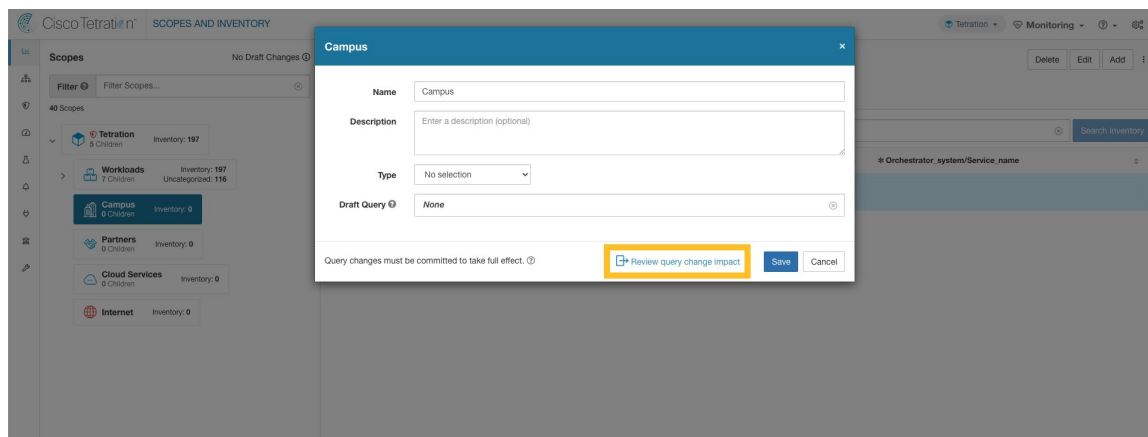 Cisco Tetration SCOPES AND INVENTORY
Tetration
Monitoring
Scopes
No Draft Changes
Filter
Filter Scopes...
40 Scopes
Tetration
5 Children
Inventory: 197
Workloads
7 Children
Inventory: 197
Uncategorized: 116
Campus
0 Children
Inventory: 0
Partners
0 Children
Inventory: 0
Cloud Services
0 Children
Inventory: 0
Internet
Inventory: 0
Campus
×
Name
Campus
Description
Enter a description (optional)
Type
No selection
Draft Query
None
Query changes must be committed to take full effect.
Review query change impact
Save
Cancel
Delete
Edit
Add
Search Inventory
✻ Orchestrator_system/Service_name